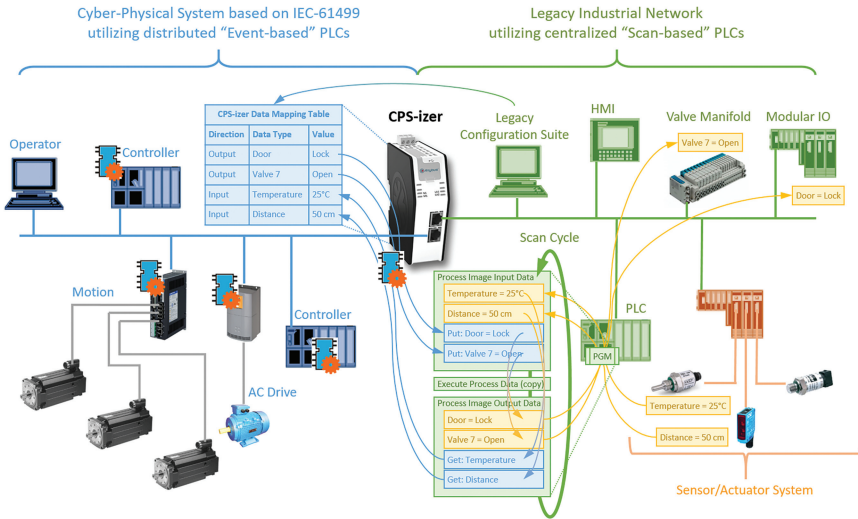 Cyber-Physical System based on IEC-61499
utilizing distributed “Event-based” PLCs
Legacy Industrial Network
utilizing centralized “Scan-based” PLCs
CPS-izer Data Mapping Table
Direction Data Type Value
Output Door Lock
Output Valve 7 Open
Input Temperature 25°C
Input Distance 50 cm
CPS-izer
Operator
Controller
Legacy
Configuration Suite
HMI
Valve Manifold
Modular IO
Valve 7 = Open
Door = Lock
Scan Cycle
Motion
AC Drive
Controller
Process Image Input Data
Temperature = 25°C
Distance = 50 cm
Put: Door = Lock
Put: Valve 7 = Open
Execute Process Data (copy)
Process Image Output Data
Door = Lock
Valve 7 = Open
Get: Temperature
Get: Distance
PLC
PGM
Temperature = 25°C
Distance = 50 cm
Sensor/Actuator System